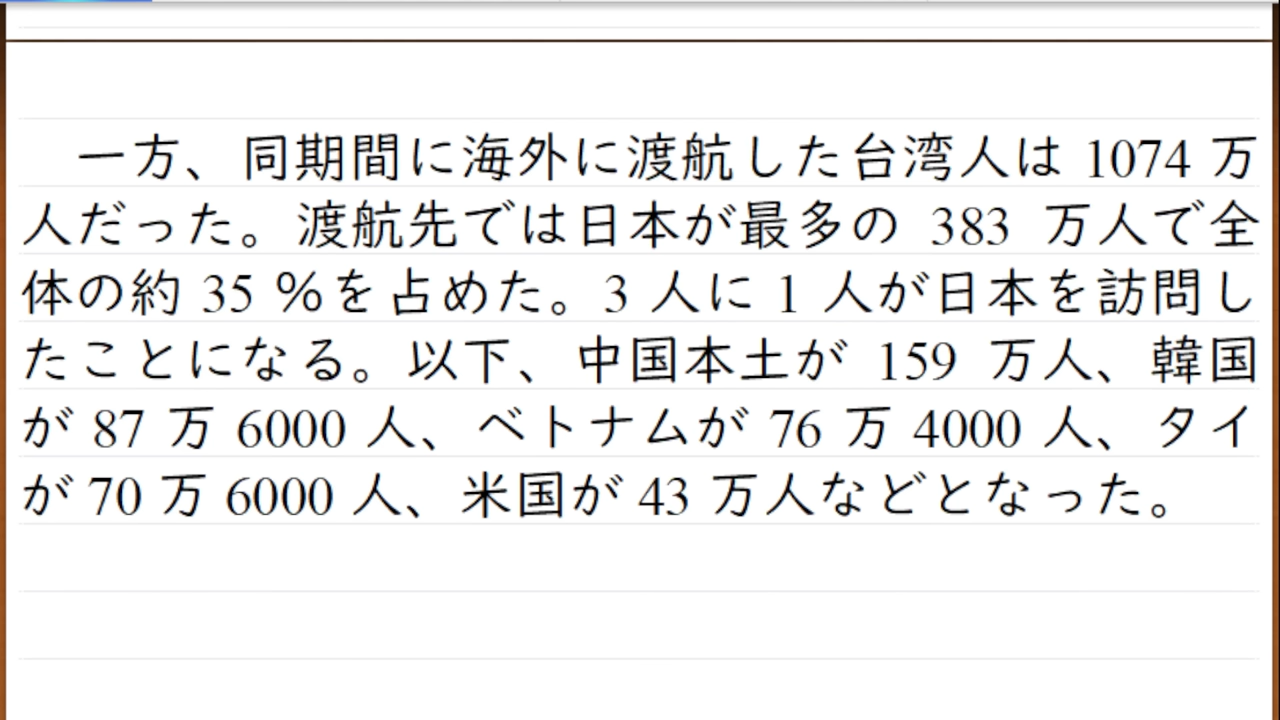 一方、同期間に海外に渡航した台湾人は 1074 万
人だった。渡航先では日本が最多の 383 万人で全
体の約 35 %を占めた。3 人に 1 人が日本を訪問し
たことになる。以下、中国本土が 159 万人、韓国
が 87 万 6000 人、ベトナムが 76 万 4000 人、タイ
が 70 万 6000 人、米国が 43 万人などとなった。